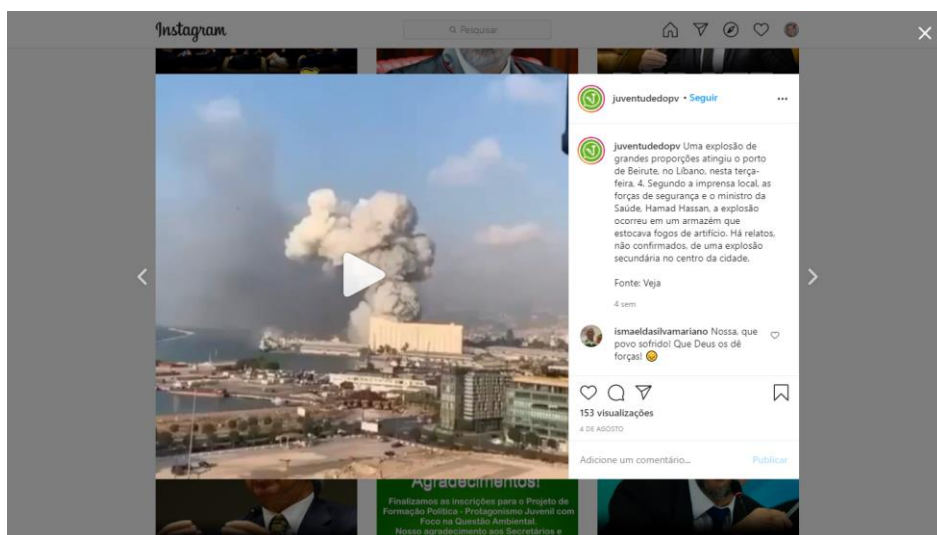 Instagram
Pesquisar
juventudedopv • Seguir
juventudedopv Uma explosão de
grandes proporções atingiu o porto
de Beirute, no Líbano, nesta terça-
feira, 4. Segundo a imprensa local, as
forças de segurança e o ministro da
Saúde, Hamad Hassan, a explosão
ocorreu em um armazém que
estocava fogos de artifício. Há relatos,
não confirmados, de uma explosão
secundária no centro da cidade.
Fonte: Veja
4 sem
ismaeldasilvamariano Nossa, que
povo sofrido! Que Deus os dê
forças!
153 visualizações
4 DE AGOSTO
Adicione um comentário...
Publicar
Agradecimentos!
Finalizamos as inscrições para o Projeto de
Formação Política - Protagonismo Juvenil com
Foco na Questão Ambiental.
Nosso agradecimento aos Secretários e